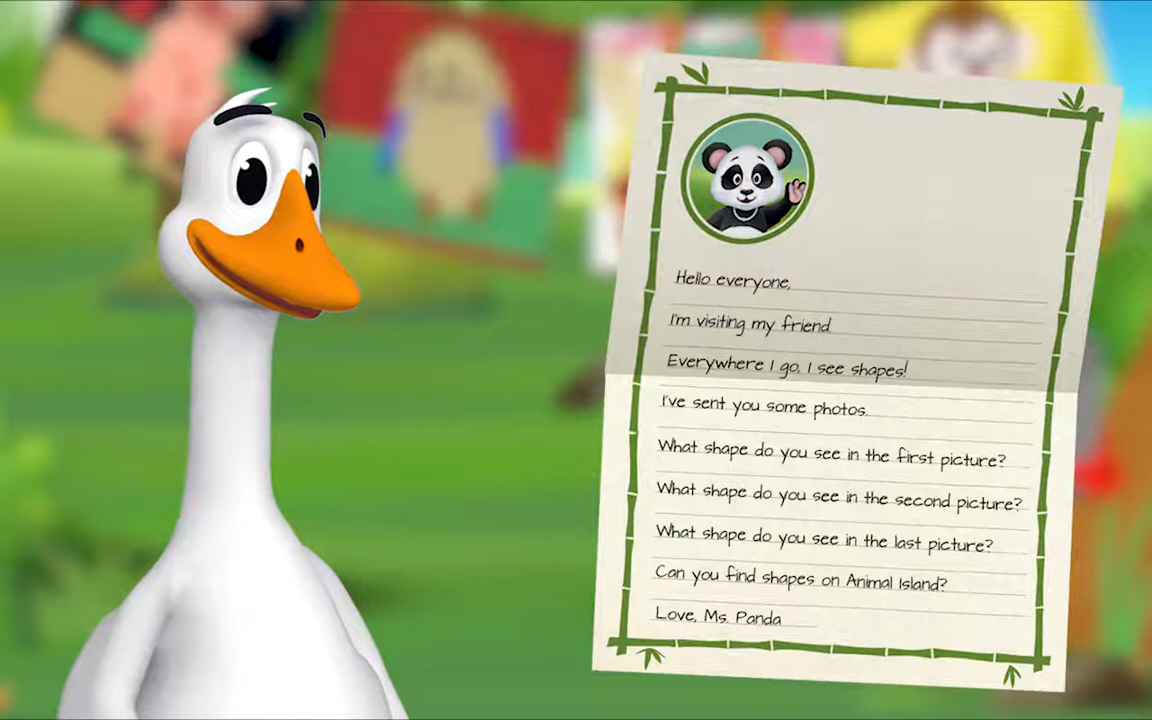 Hello everyone,
I'm visiting my friend.
Everywhere I go, I see shapes!
I've sent you some photos.
What shape do you see in the first picture?
What shape do you see in the second picture?
What shape do you see in the last picture?
Can you find shapes on Animal Island?
Love, Ms. Panda